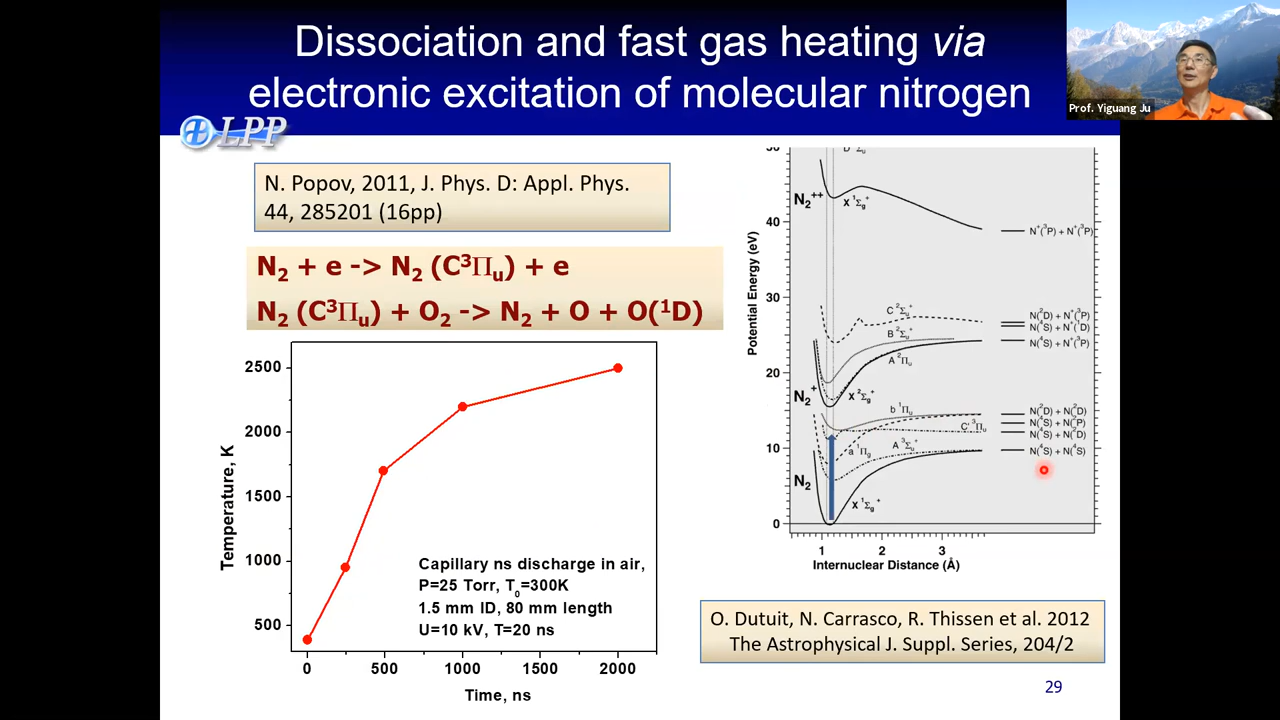 Dissociation and fast gas heating via
electronic excitation of molecular nitrogen
Prof. Yiguang Ju
LPP
N. Popov, 2011, J. Phys. D: Appl. Phys.
44, 285201 (16pp)
N₂ + e -> N₂ (C³Πᵤ) + e
N₂ (C³Πᵤ) + O₂ -> N₂ + O + O(¹D)
Temperature, K
2500
2000
1500
1000
500
0
500
1000
1500
2000
Time, ns
Capillary ns discharge in air,
P=25 Torr, T₀=300K
1.5 mm ID, 80 mm length
U=10 kV, T=20 ns
Potential Energy (eV)
40
30
20
10
0
N₂⁺⁺
X ¹Σg⁺
N⁺(³P) + N⁺(³P)
C ²Σᵤ⁺
B ²Σᵤ⁺
A ²Πᵤ
N(²D) + N⁺(³P)
N(⁴S) + N⁺(¹D)
N(⁴S) + N⁺(³P)
N₂⁺
X ²Σg⁺
b ¹Πᵤ
C' ³Πᵤ
a ¹Πg
A ³Σᵤ⁺
N(²D) + N(²D)
N(⁴S) + N(²P)
N(⁴S) + N(²D)
N(⁴S) + N(⁴S)
N₂
X ¹Σg⁺
1
2
3
Internuclear Distance (Å)
O. Dutuit, N. Carrasco, R. Thissen et al. 2012
The Astrophysical J. Suppl. Series, 204/2
29